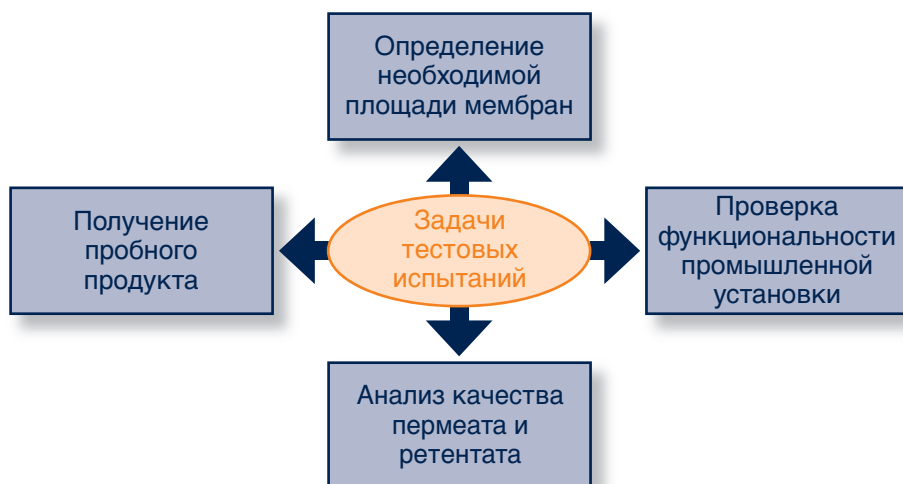 Определение
необходимой
площади мембран
Получение
пробного
продукта
Задачи
тестовых
испытаний
Проверка
функциональности
промышленной
установки
Анализ качества
пермеата и
ретентата